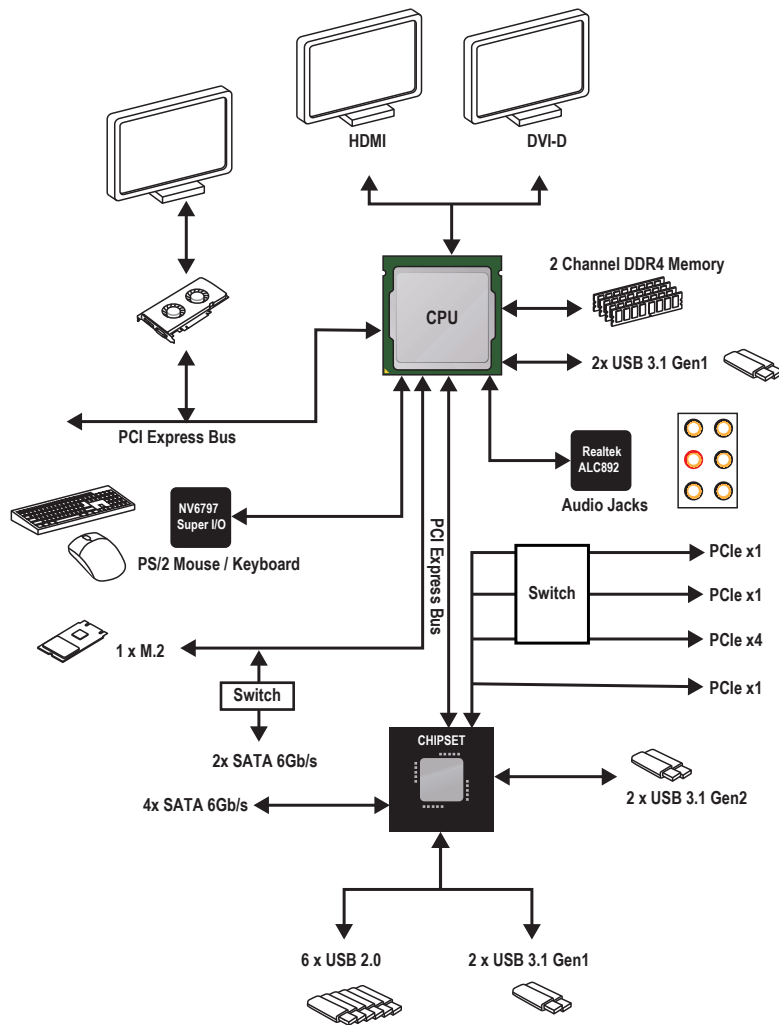 HDMI
DVI-D
2 Channel DDR4 Memory
CPU
2x USB 3.1 Gen1
PCI Express Bus
Realtek
ALC892
Audio Jacks
NV6797
Super I/O
PS/2 Mouse / Keyboard
PCI Express Bus
PCIe x1
Switch
PCIe x1
PCIe x4
PCIe x1
1 x M.2
Switch
2x SATA 6Gb/s
CHIPSET
4x SATA 6Gb/s
2 x USB 3.1 Gen2
6 x USB 2.0
2 x USB 3.1 Gen1